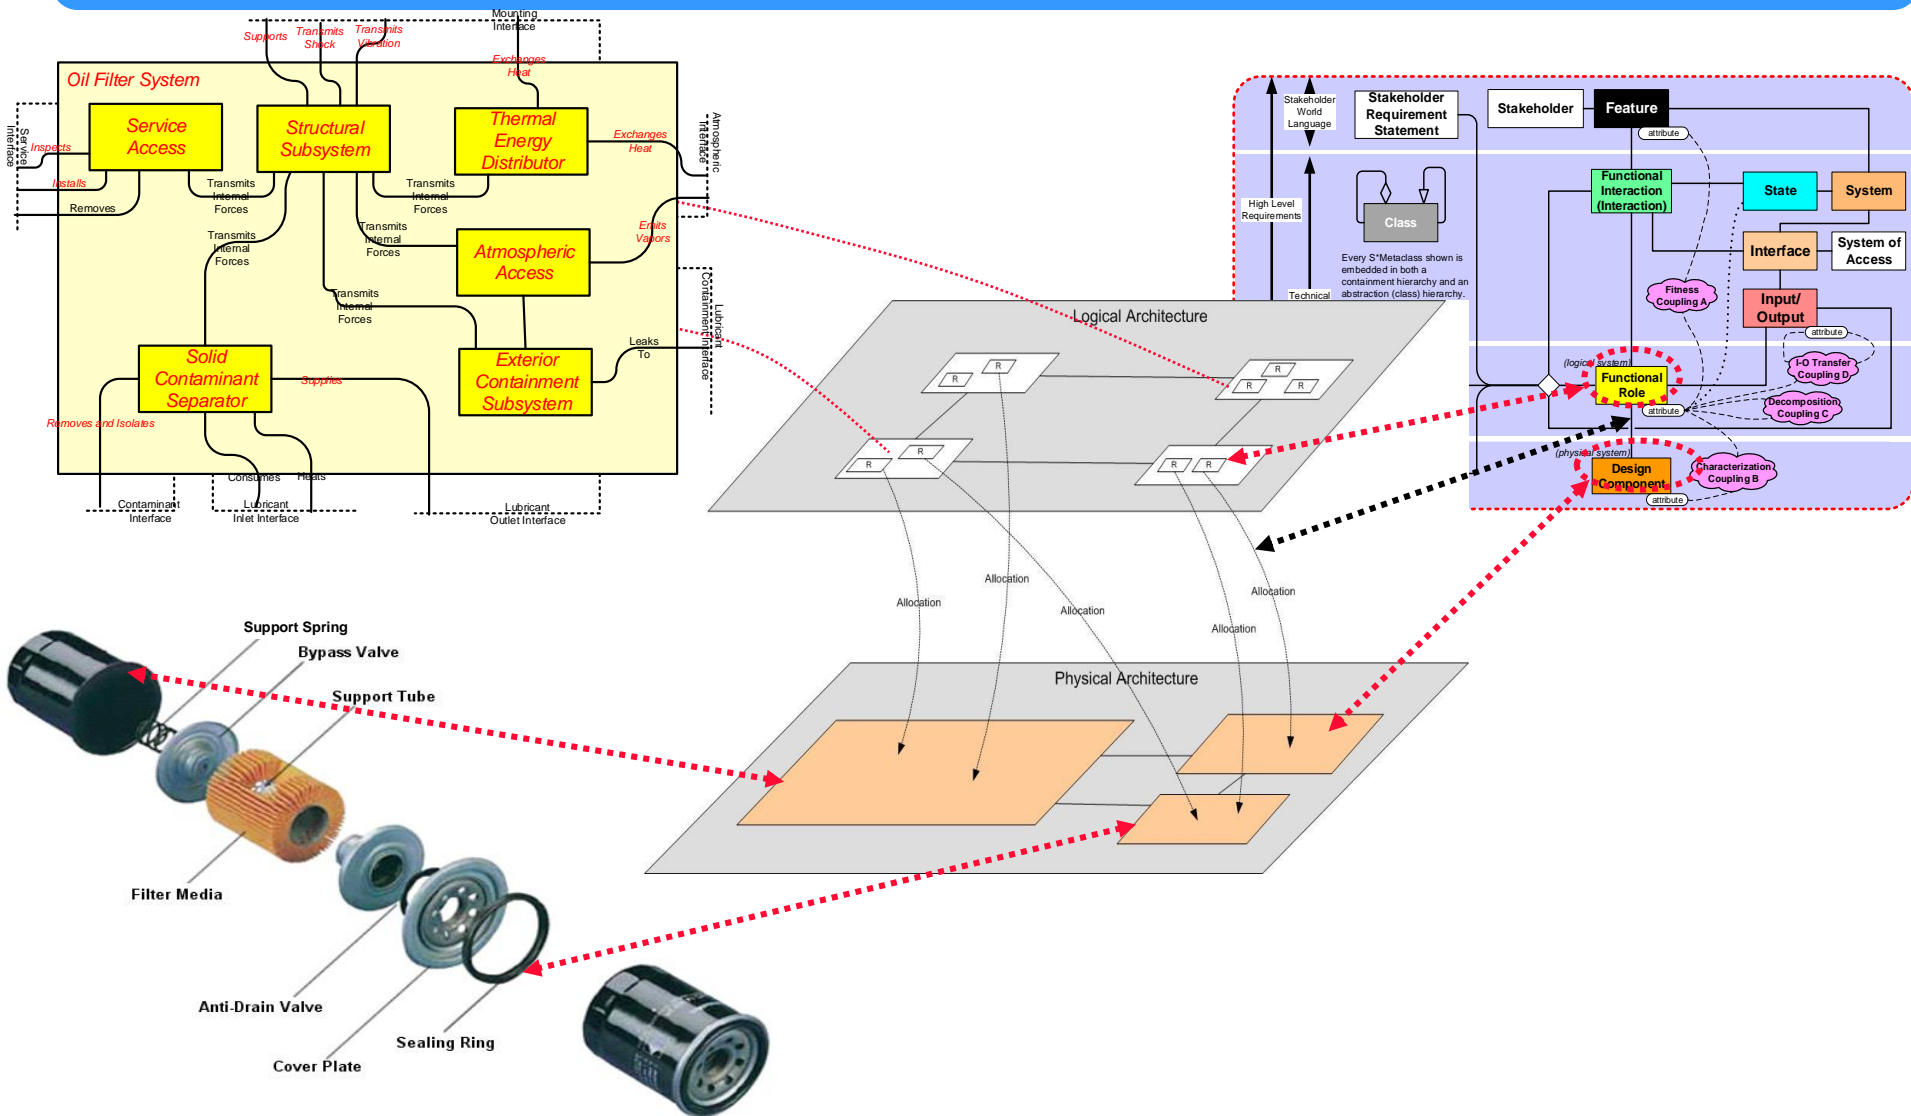 Mounting
Interface
Supports
Transmits
Shock
Transmits
Vibration
Exchanges
Heat
Oil Filter System
Service
Access
Structural
Subsystem
Thermal
Energy
Distributor
Service
Interface
Inspects
Installs
Removes
Transmits
Internal
Forces
Transmits
Internal
Forces
Exchanges
Heat
Atmospheric
Interface
Transmits
Internal
Forces
Transmits
Internal
Forces
Atmospheric
Access
Emits
Vapors
Transmits
Internal
Forces
Solid
Contaminant
Separator
Supplies
Exterior
Containment
Subsystem
Leaks
To
Lubricant
Containment Interface
Removes and Isolates
Consumes
Heats
Contaminant
Interface
Lubricant
Inlet Interface
Lubricant
Outlet Interface
Stakeholder
World
Language
Stakeholder
Requirement
Statement
Stakeholder
Feature
attribute
High Level
Requirements
Technical
Class
Every S*Metaclass shown is
embedded in both a
containment hierarchy and an
abstraction (class) hierarchy.
Functional
Interaction
(Interaction)
State
System
Interface
System of
Access
Fitness
Coupling A
Input/
Output
attribute
(logical system)
Functional
Role
attribute
I-O Transfer
Coupling D
Decomposition
Coupling C
(physical system)
Design
Component
attribute
Characterization
Coupling B
Logical Architecture
R
R
R
R
R
R
R
R
R
Allocation
Allocation
Allocation
Allocation
Allocation
Physical Architecture
Support Spring
Bypass Valve
Support Tube
Filter Media
Anti-Drain Valve
Cover Plate
Sealing Ring